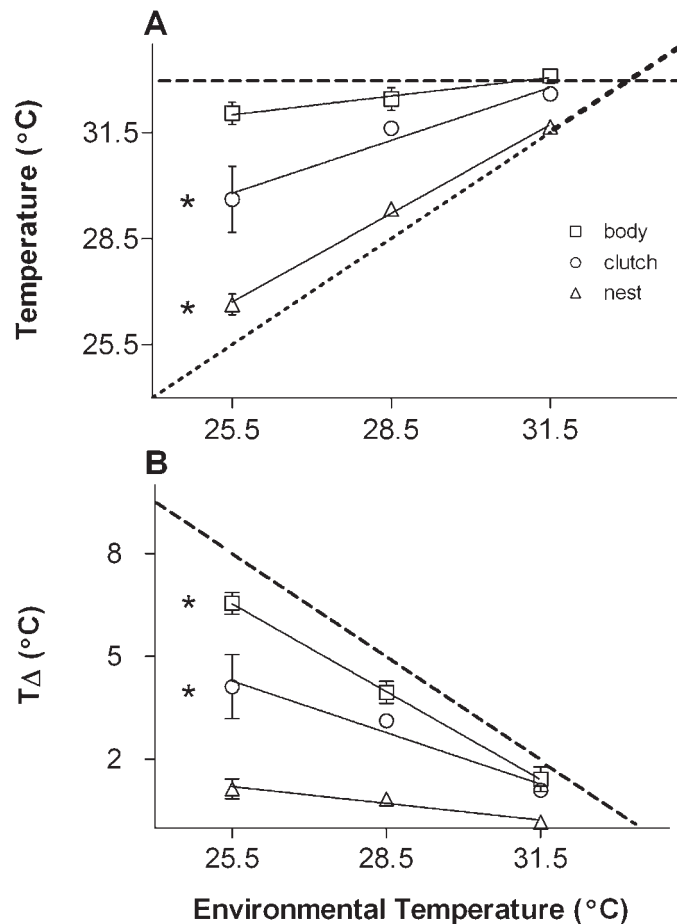 A
Temperature (°C)
31.5
28.5
25.5
*
*
body
clutch
nest
25.5 28.5 31.5
B
TΔ (°C)
8
5
2
*
*
25.5 28.5 31.5
Environmental Temperature (°C)